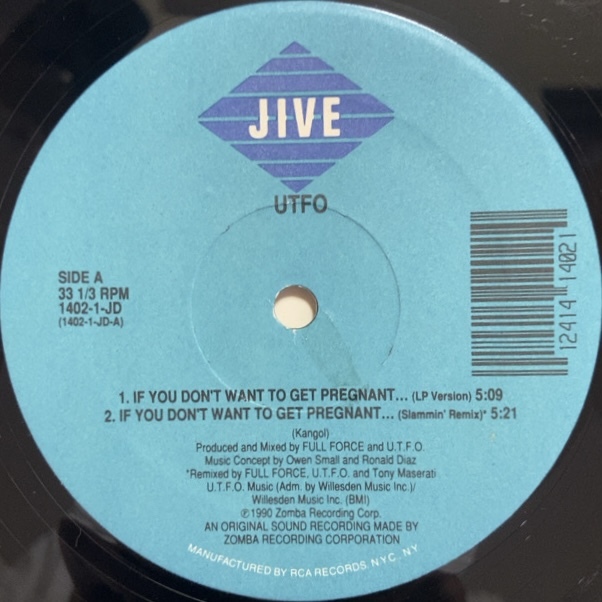 JIVE
UTFO
SIDE A
33 1/3 RPM
1402-1-JD
(1402-1-JD-A)
12414 14021
1. IF YOU DON'T WANT TO GET PREGNANT... (LP Version) 5:09
2. IF YOU DON'T WANT TO GET PREGNANT... (Slammin' Remix)* 5:21
(Kangol)
Produced and Mixed by FULL FORCE and U.T.F.O.
Music Concept by Owen Small and Ronald Diaz
*Remixed by FULL FORCE, U.T.F.O. and Tony Maserati
U.T.F.O. Music (Adm. by Willesden Music Inc.)/
Willesden Music Inc. (BMI)
℗1990 Zomba Recording Corp.
AN ORIGINAL SOUND RECORDING MADE BY
ZOMBA RECORDING CORPORATION
MANUFACTURED BY RCA RECORDS, N.Y.C., N.Y